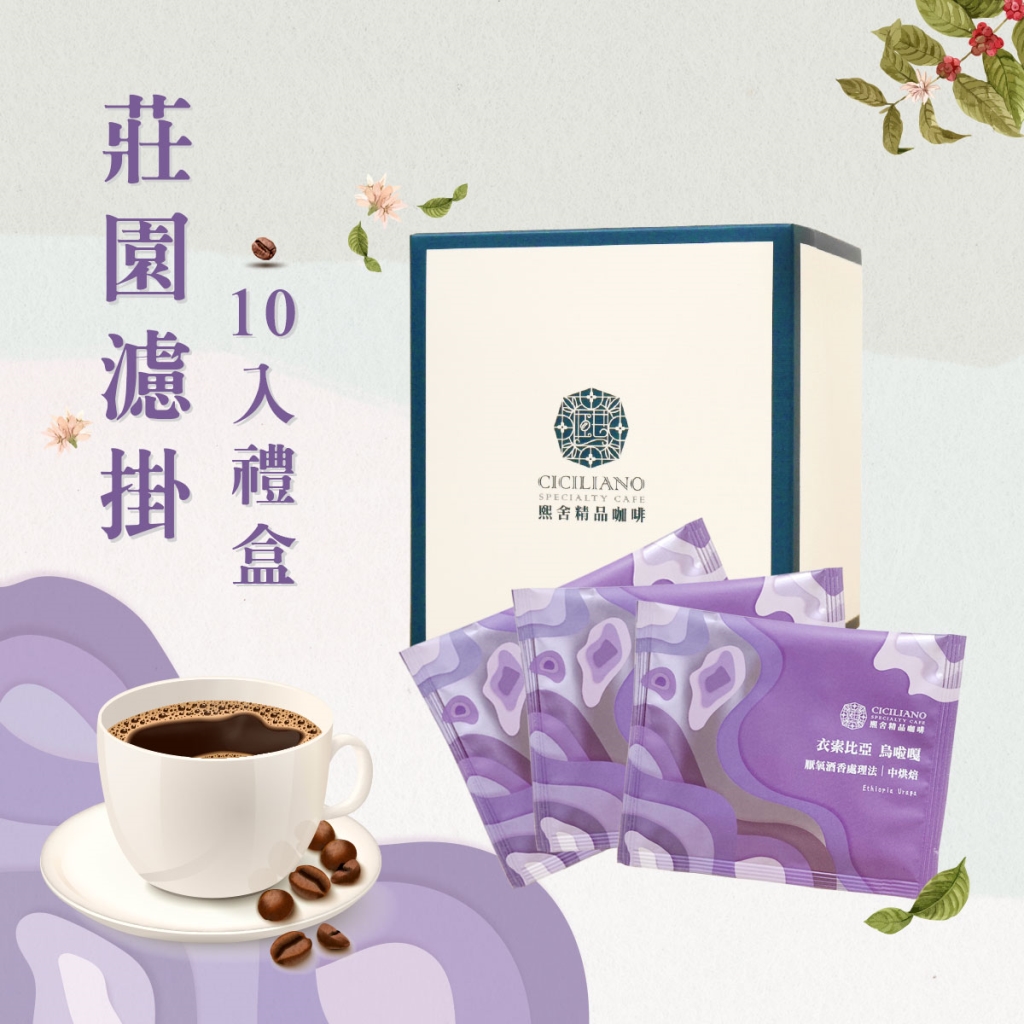 莊園濾掛
10入禮盒
CICILIANO
SPECIALTY CAFE
熙舍精品咖啡
CICILIANO
SPECIALTY CAFE
熙舍精品咖啡
衣索比亞 烏啦嘎
厭氧酒香處理法|中烘焙
Ethiopia Uraga